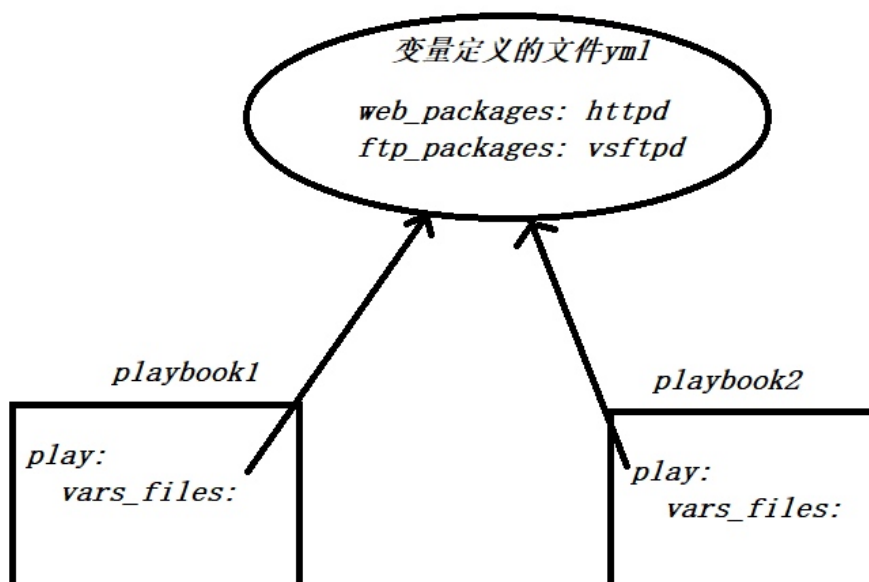 变量定义的文件yml
web_packages: httpd
ftp_packages: vsftpd
playbook1
play:
vars_files:
playbook2
play:
vars_files: